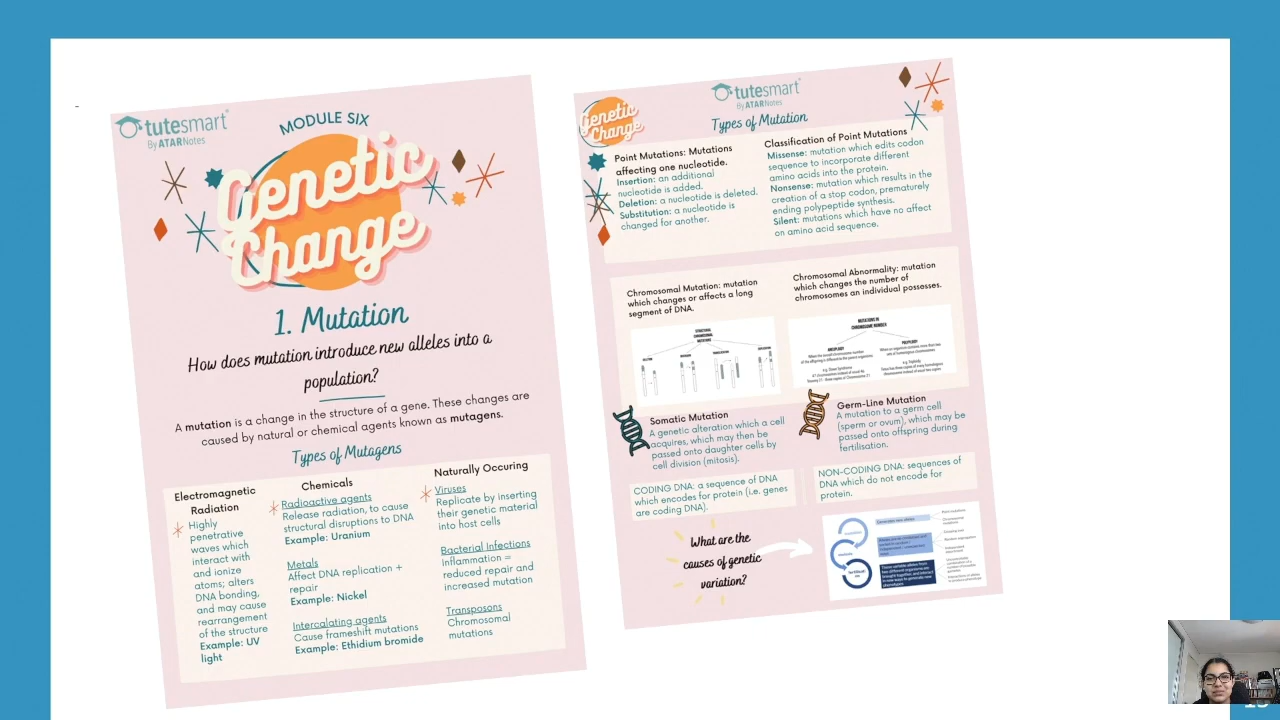 tutesmart
By ATARNotes
MODULE SIX
Genetic
Change
1. Mutation
How does mutation introduce new alleles into a
population?
A mutation is a change in the structure of a gene. These changes are
caused by natural or chemical agents known as mutagens.
Types of Mutagens
Electromagnetic
Radiation
Highly
penetrative
waves which
interact with
and ionize
DNA bonding,
and may cause
rearrangement
of the structure
Example: UV
light
Chemicals
Radioactive agents
Release radiation, to cause
structural disruptions to DNA
Example: Uranium
Metals
Affect DNA replication +
repair
Example: Nickel
Intercalating agents
Cause frameshift mutations
Example: Ethidium bromide
Naturally Occuring
Viruses
Replicate by inserting
their genetic material
into host cells
Bacterial Infections
Inflammation =
reduced repair and
increased mutation
Transposons
Chromosomal
mutations
Genetic
Change
tutesmart
By ATARNotes
Types of Mutation
Point Mutations: Mutations
affecting one nucleotide.
Insertion: an additional
nucleotide is added.
Deletion: a nucleotide is deleted.
Substitution: a nucleotide is
changed for another.
Classification of Point Mutations
Missense: mutation which edits codon
sequence to incorporate different
amino acids into the protein.
Nonsense: mutation which results in the
creation of a stop codon, prematurely
ending polypeptide synthesis.
Silent: mutations which have no affect
on amino acid sequence.
Chromosomal Mutation: mutation
which changes or affects a long
segment of DNA.
STRUCTURAL
CHROMOSOMAL
MUTATIONS
Chromosomal Abnormality: mutation
which changes the number of
chromosomes an individual possesses.
MUTATIONS IN
CHROMOSOME NUMBER
ANEUPLOIDY
POLYPLOIDY
Somatic Mutation
A genetic alteration which a cell
acquires, which may then be
passed onto daughter cells by
cell division (mitosis).
Germ-Line Mutation
A mutation to a germ cell
(sperm or ovum), which may be
passed onto offspring during
fertilisation.
CODING DNA: a sequence of DNA
which encodes for protein (i.e. genes
are coding DNA).
NON-CODING DNA: sequences of
DNA which do not encode for
protein.
What are the
causes of genetic
variation?